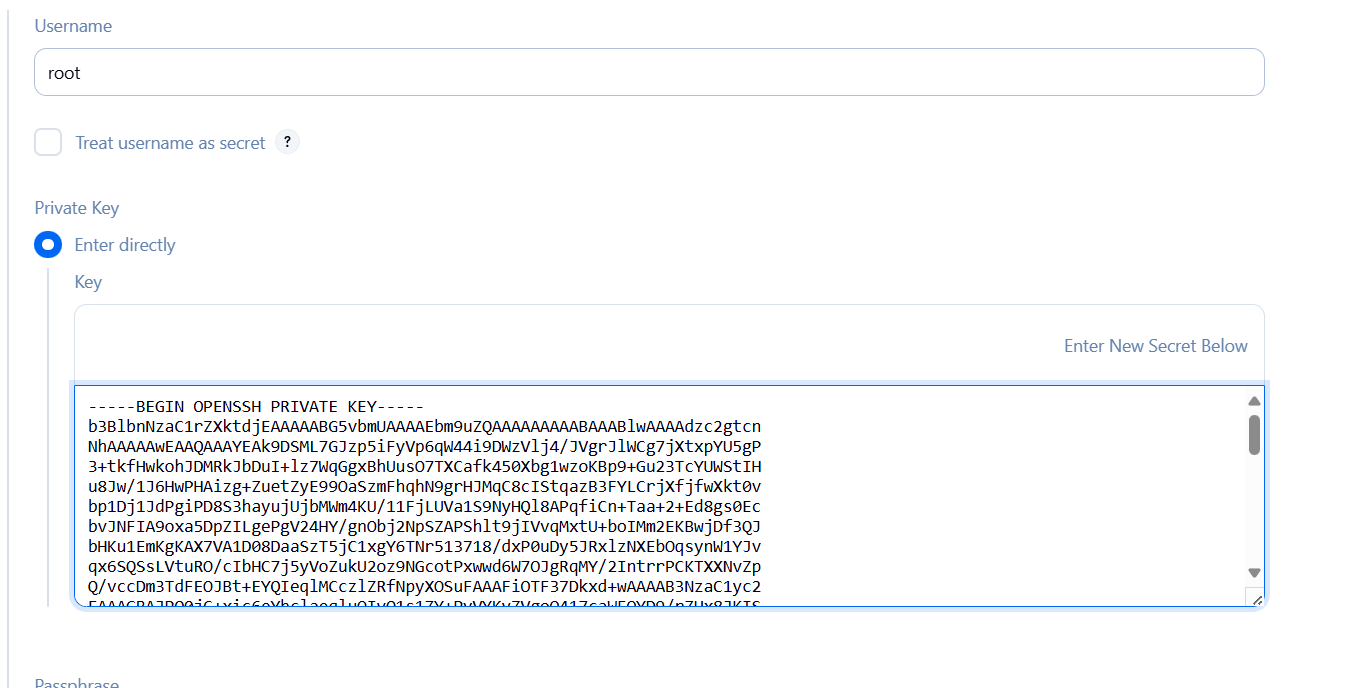 Username
root
Treat username as secret ?
Private Key
Enter directly
Key
Enter New Secret Below
-----BEGIN OPENSSH PRIVATE KEY-----
b3BlbnNzaC1rZXktdjEAAAAABG5vbmUAAAAEbm9uZQAAAAAAAAABAAABlwAAAAdzc2gtcn
NhAAAAAwEAAQAAAYEAk9DSML7GJzp5iFyVp6qW44i9DWzVlj4/JVgrJlWCg7jXtxpYU5gP
3+tkfHwkohJDMRkJbDuI+lz7WqGgxBhUusO7TXCafk450Xbg1wzoKBp9+Gu23TcYUWStIH
u8Jw/1J6HwPHAizg+ZuetZyE99OaSzmFhqhN9grHJMqC8cIStqazB3FYLCrjXfjfwXkt0v
bp1Dj1JdPgiPD8S3hayujUjbMWm4KU/11FjLUVa1S9NyHQl8APqfiCn+Taa+2+Ed8gs0Ec
bvJNFIA9oxa5DpZILgePgV24HY/gnObj2NpSZAPShlt9jIVvqMxtU+boIMm2EKBwjDf3QJ
bHKu1EmKgKAX7VA1D08DaaSzT5jC1xgY6TNr513718/dxP0uDy5JRxlzNXEbOqsynW1YJv
qx6SQSsLVtuRO/cIbHC7j5yVoZukU2oz9NGcotPxwwd6W7OJgRqMY/2IntrrPCKTXXNvZp
Q/vccDm3TdFEOJBt+EYQIeqlMCczlZRfNpyXOSuFAAAFiOTF37Dkxd+wAAAAB3NzaC1yc2
Passphrase